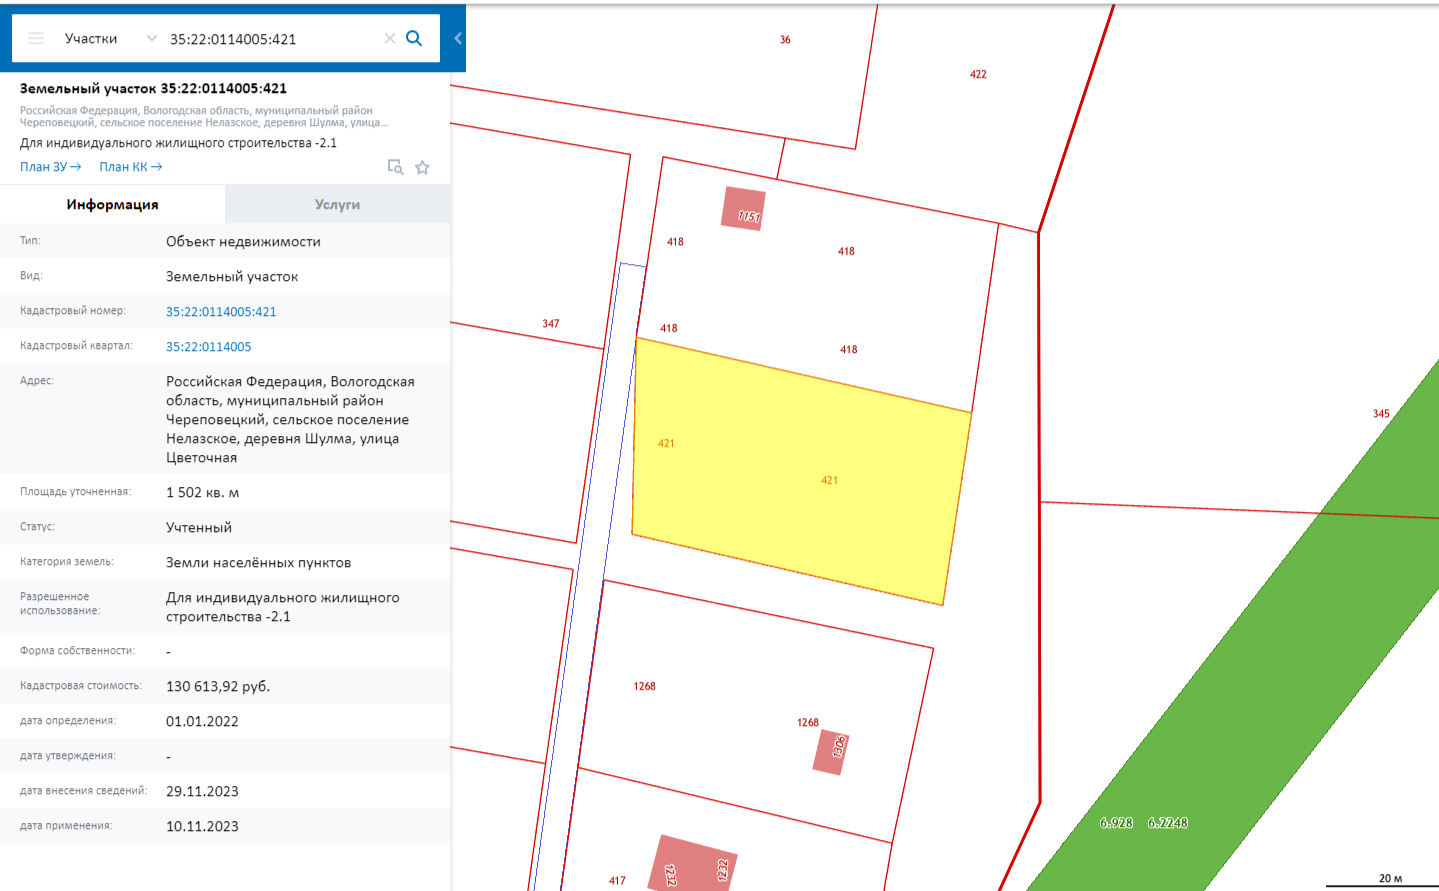 Участки
35:22:0114005:421
Земельный участок 35:22:0114005:421
Российская Федерация, Вологодская область, муниципальный район
Череповецкий, сельское поселение Нелазское, деревня Шулма, улица...
Для индивидуального жилищного строительства -2.1
План ЗУ→ План КК→
Информация Услуги
Тип: Объект недвижимости
Вид: Земельный участок
Кадастровый номер: 35:22:0114005:421
Кадастровый квартал: 35:22:0114005
Адрес: Российская Федерация, Вологодская
область, муниципальный район
Череповецкий, сельское поселение
Нелазское, деревня Шулма, улица
Цветочная
Площадь уточненная: 1 502 кв. м
Статус: Учтенный
Категория земель: Земли населённых пунктов
Разрешенное
использование:
Для индивидуального жилищного
строительства -2.1
Форма собственности: -
Кадастровая стоимость: 130 613,92 руб.
дата определения: 01.01.2022
дата утверждения: -
дата внесения сведений: 29.11.2023
дата применения: 10.11.2023
36
422
1151
418
418
347
418
418
345
421
421
1268
1268
1306
6.928 6.2248
1232
1232
417
20 м